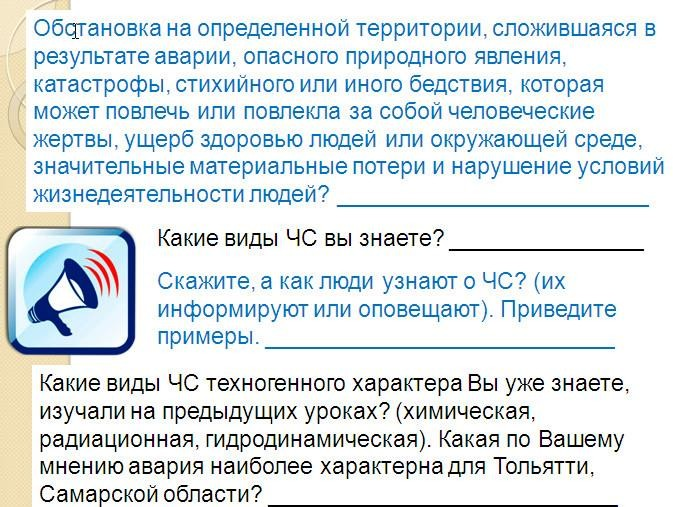 Обстановка на определенной территории, сложившаяся в
результате аварии, опасного природного явления,
катастрофы, стихийного или иного бедствия, которая
может повлечь или повлекла за собой человеческие
жертвы, ущерб здоровью людей или окружающей среде,
значительные материальные потери и нарушение условий
жизнедеятельности людей? _________________________
Какие виды ЧС вы знаете? ________________
Скажите, а как люди узнают о ЧС? (их
информируют или оповещают). Приведите
примеры. ____________________________
Какие виды ЧС техногенного характера Вы уже знаете,
изучали на предыдущих уроках? (химическая,
радиационная, гидродинамическая). Какая по Вашему
мнению авария наиболее характерна для Тольятти,
Самарской области? ____________________________